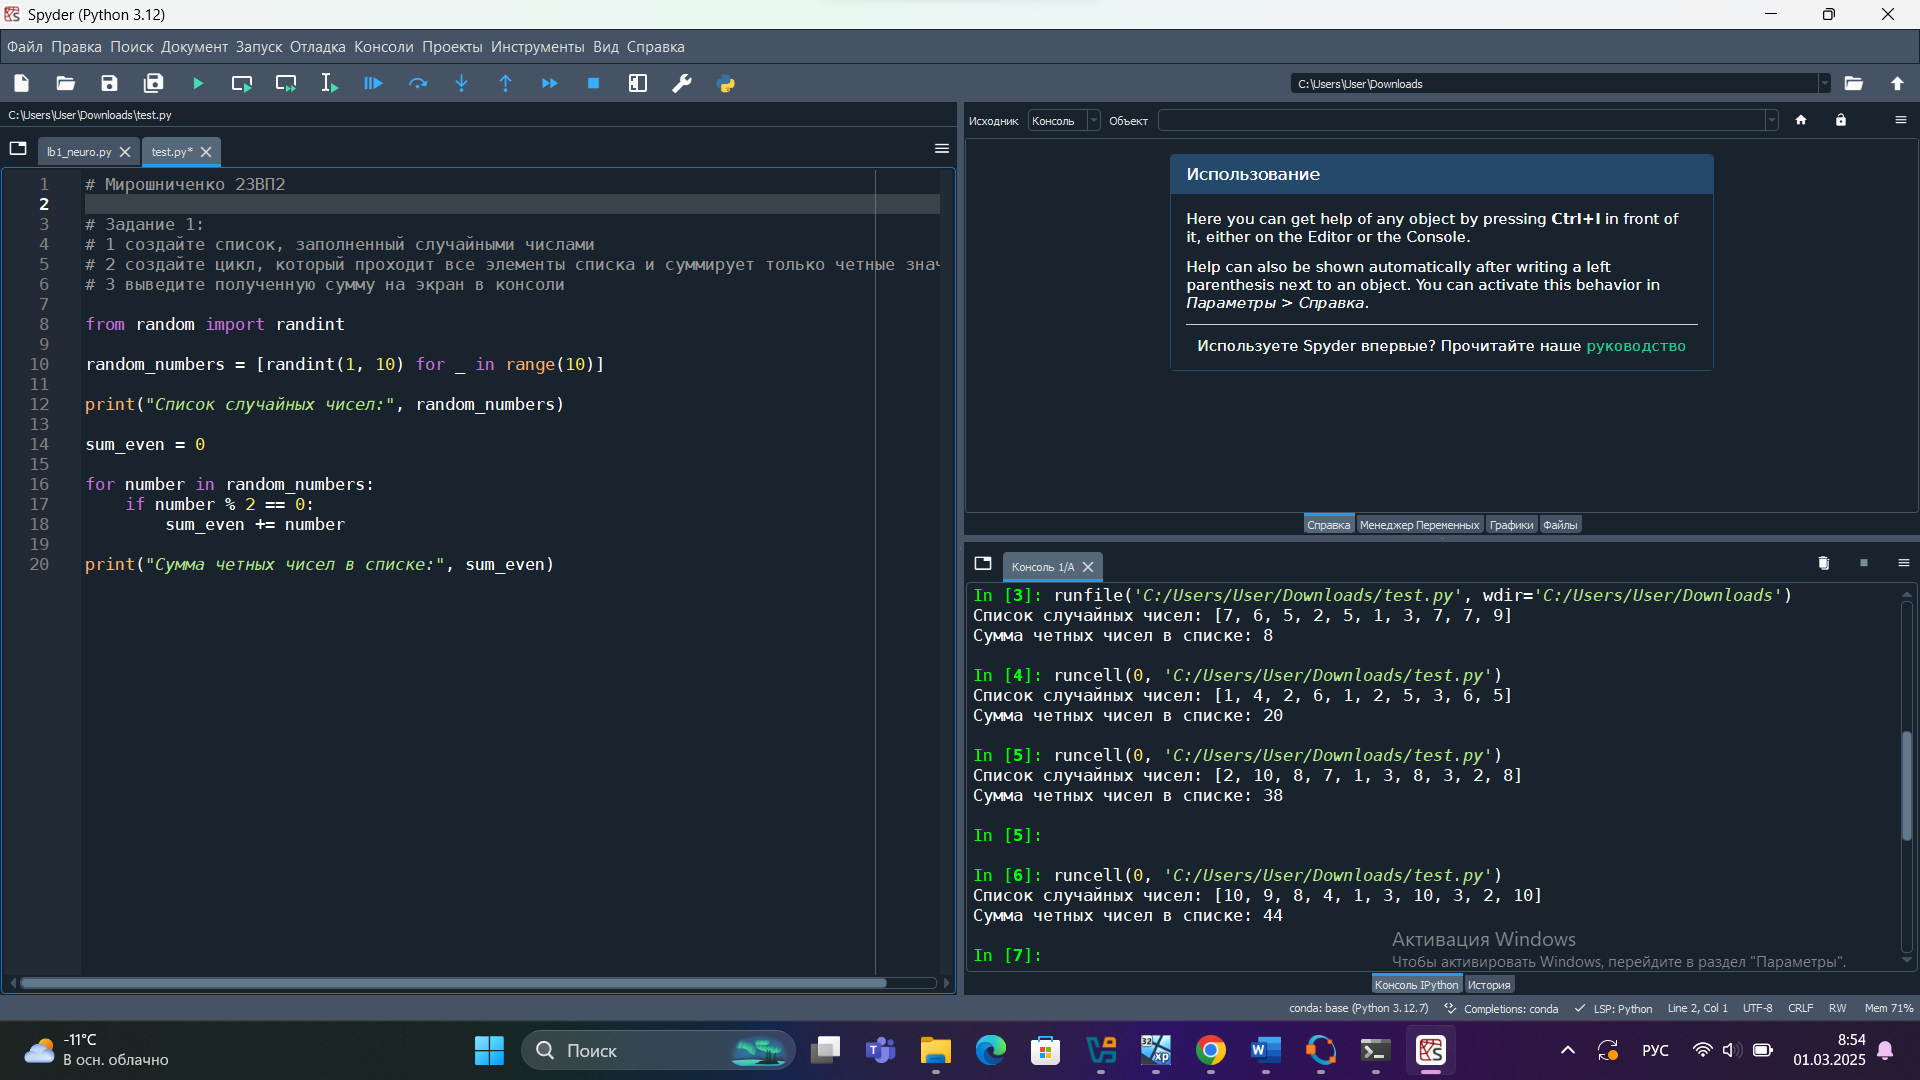 Spyder (Python 3.12)
Файл Правка Поиск Документ Запуск Отладка Консоли Проекты Инструменты Вид Справка
C:\Users\User\Downloads
C:\Users\User\Downloads\test.py
lb1_neuro.py
test.py*
1 # Мирошниченко 23ВП2
2
3 # Задание 1:
4 # 1 создайте список, заполненный случайными числами
5 # 2 создайте цикл, который проходит все элементы списка и суммирует только четные знач
6 # 3 выведите полученную сумму на экран в консоли
7
8 from random import randint
9
10 random_numbers = [randint(1, 10) for _ in range(10)]
11
12 print("Список случайных чисел:", random_numbers)
13
14 sum_even = 0
15
16 for number in random_numbers:
17     if number % 2 == 0:
18         sum_even += number
19
20 print("Сумма четных чисел в списке:", sum_even)
Исходник Консоль Объект
Использование
Here you can get help of any object by pressing Ctrl+I in front of
it, either on the Editor or the Console.
Help can also be shown automatically after writing a left
parenthesis next to an object. You can activate this behavior in
Параметры > Справка.
Используете Spyder впервые? Прочитайте наше руководство
Справка Менеджер Переменных Графики Файлы
Консоль 1/A
In [3]: runfile('C:/Users/User/Downloads/test.py', wdir='C:/Users/User/Downloads')
Список случайных чисел: [7, 6, 5, 2, 5, 1, 3, 7, 7, 9]
Сумма четных чисел в списке: 8
In [4]: runcell(0, 'C:/Users/User/Downloads/test.py')
Список случайных чисел: [1, 4, 2, 6, 1, 2, 5, 3, 6, 5]
Сумма четных чисел в списке: 20
In [5]: runcell(0, 'C:/Users/User/Downloads/test.py')
Список случайных чисел: [2, 10, 8, 7, 1, 3, 8, 3, 2, 8]
Сумма четных чисел в списке: 38
In [5]:
In [6]: runcell(0, 'C:/Users/User/Downloads/test.py')
Список случайных чисел: [10, 9, 8, 4, 1, 3, 10, 3, 2, 10]
Сумма четных чисел в списке: 44
In [7]:
Активация Windows
Чтобы активировать Windows, перейдите в раздел "Параметры".
Консоль IPython История
conda: base (Python 3.12.7) Completions: conda LSP: Python Line 2, Col 1 UTF-8 CRLF RW Mem 71%
-11°C
В осн. облачно
Поиск
РУС
8:54
01.03.2025